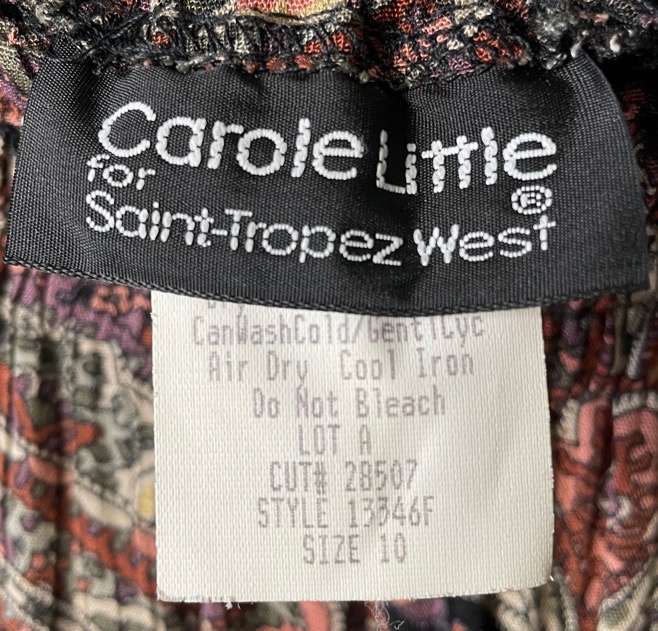 Carole Little
for
®
Saint-Tropez West
CanWashCold/GentlCyc
Air Dry Cool Iron
Do Not Bleach
LOT A
CUT# 28507
STYLE 13346F
SIZE 10